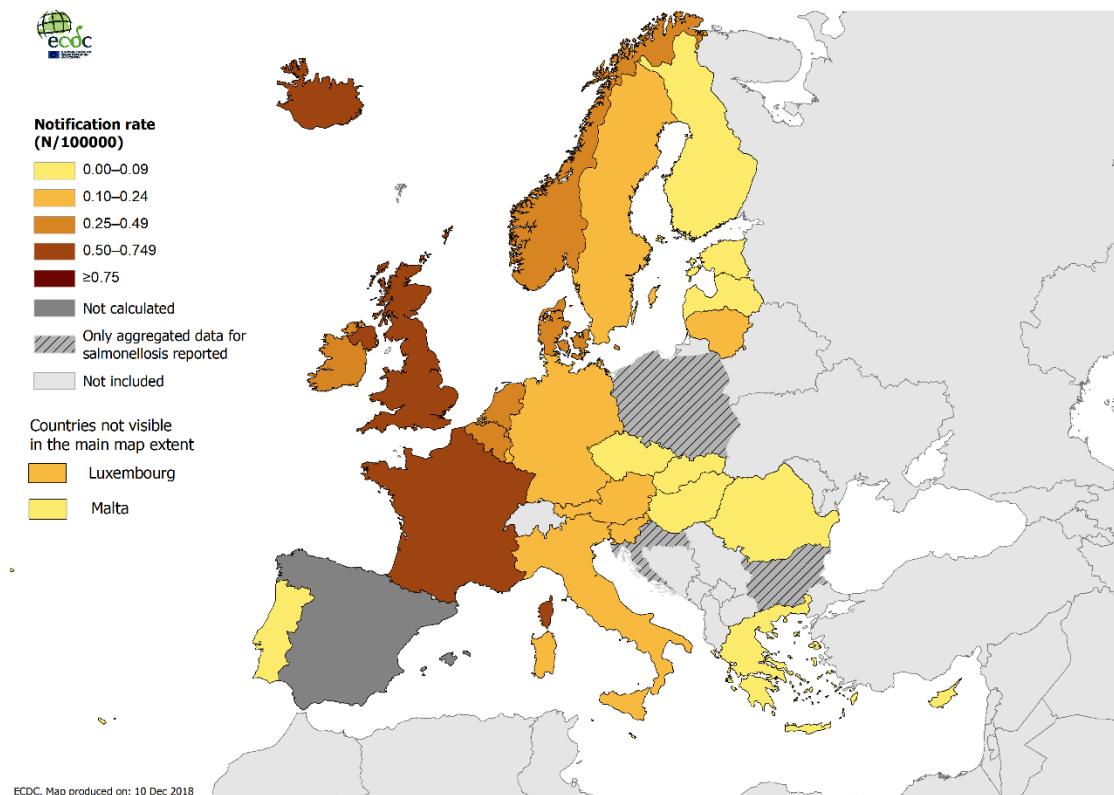 ecdc
Notification rate
(N/100000)
0.00–0.09
0.10–0.24
0.25–0.49
0.50–0.749
≥0.75
Not calculated
Only aggregated data for
salmonellosis reported
Not included
Countries not visible
in the main map extent
Luxembourg
Malta
ECDC. Map produced on: 10 Dec 2018